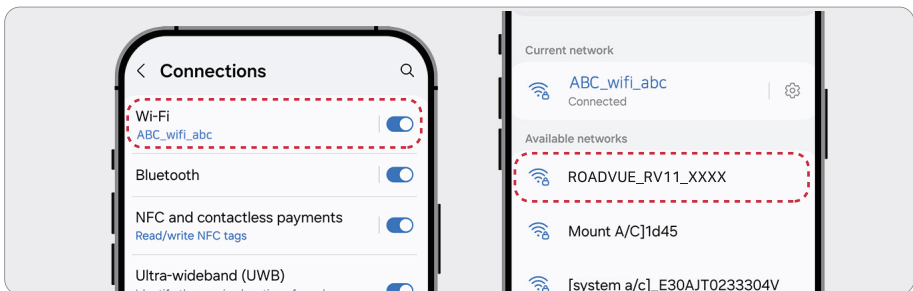 Connections
Wi-Fi
ABC_wifi_abc
Bluetooth
NFC and contactless payments
Read/write NFC tags
Ultra-wideband (UWB)
Current network
ABC_wifi_abc
Connected
Available networks
ROADVUE_RV11_XXXX
Mount A/C]1d45
[system a/c]_E30AJT0233304V